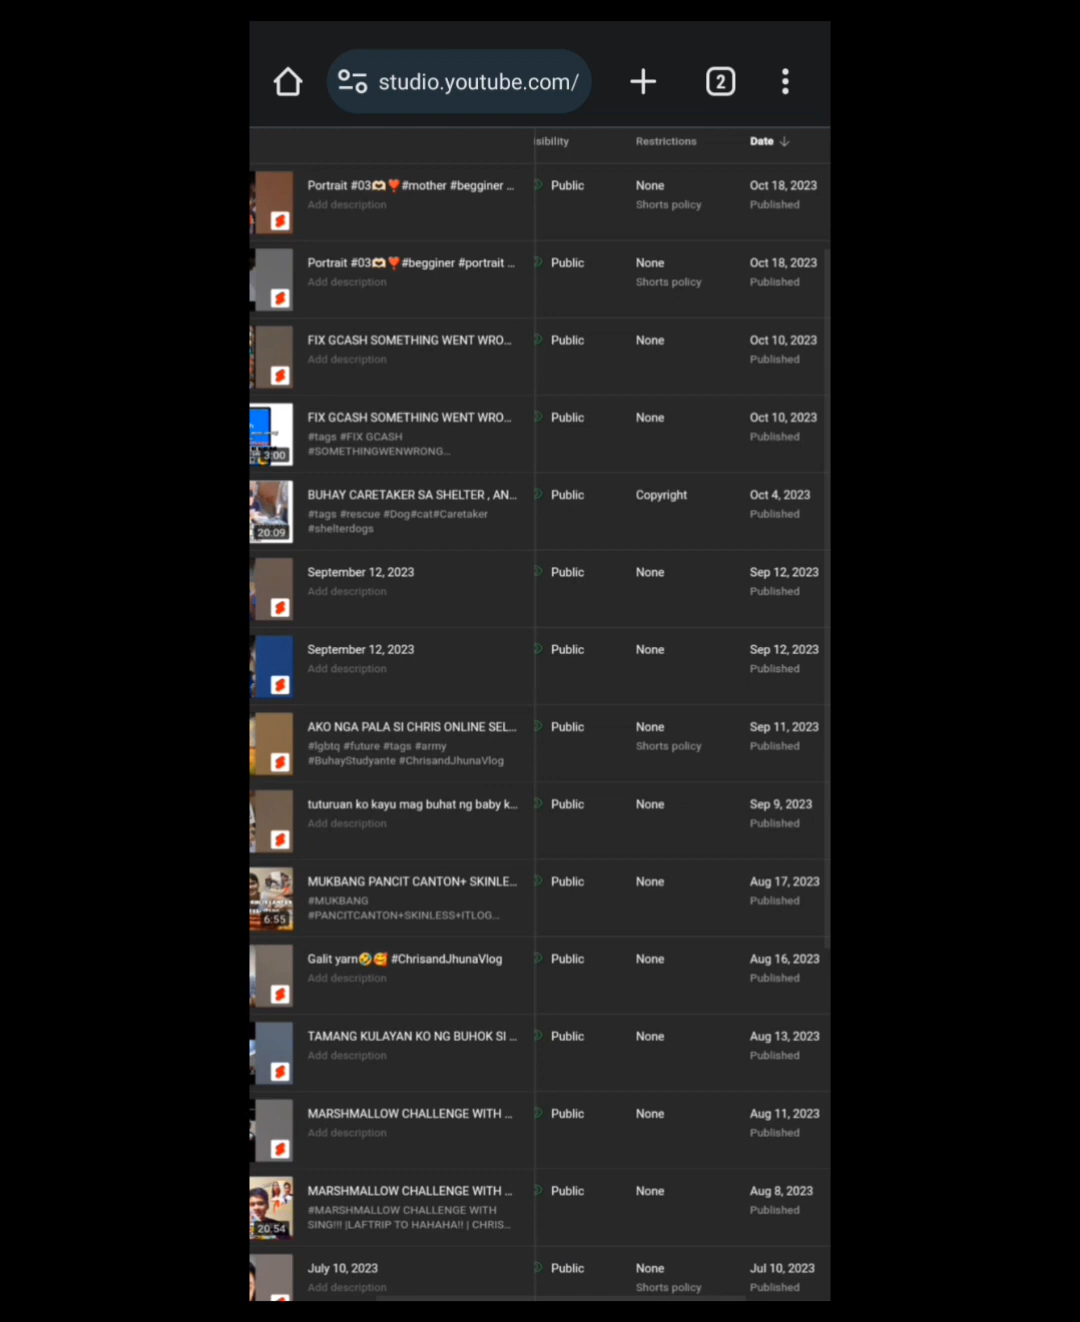 studio.youtube.com/
2
sibility Restrictions Date
Portrait #03🫶❣️#mother #begginer ... Public None Oct 18, 2023
Add description Shorts policy Published
Portrait #03🫶❣️#begginer #portrait ... Public None Oct 18, 2023
Add description Shorts policy Published
FIX GCASH SOMETHING WENT WRO... Public None Oct 10, 2023
Add description Published
FIX GCASH SOMETHING WENT WRO... Public None Oct 10, 2023
#tags #FIX GCASH Published
#SOMETHINGWENWRONG...
3:00
BUHAY CARETAKER SA SHELTER , AN... Public Copyright Oct 4, 2023
#tags #rescue #Dog#cat#Caretaker Published
#shelterdogs
20:09
September 12, 2023 Public None Sep 12, 2023
Add description Published
September 12, 2023 Public None Sep 12, 2023
Add description Published
AKO NGA PALA SI CHRIS ONLINE SEL... Public None Sep 11, 2023
#lgbtq #future #tags #army Shorts policy Published
#BuhayStudyante #ChrisandJhunaVlog
tuturuan ko kayu mag buhat ng baby k... Public None Sep 9, 2023
Add description Published
MUKBANG PANCIT CANTON+ SKINLE... Public None Aug 17, 2023
#MUKBANG Published
#PANCITCANTON+SKINLESS+ITLOG...
6:55
Galit yarn🤣🥰 #ChrisandJhunaVlog Public None Aug 16, 2023
Add description Published
TAMANG KULAYAN KO NG BUHOK SI ... Public None Aug 13, 2023
Add description Published
MARSHMALLOW CHALLENGE WITH ... Public None Aug 11, 2023
Add description Published
MARSHMALLOW CHALLENGE WITH ... Public None Aug 8, 2023
#MARSHMALLOW CHALLENGE WITH Published
SING!!! |LAFTRIP TO HAHAHA!! | CHRIS...
20:54
July 10, 2023 Public None Jul 10, 2023
Add description Shorts policy Published